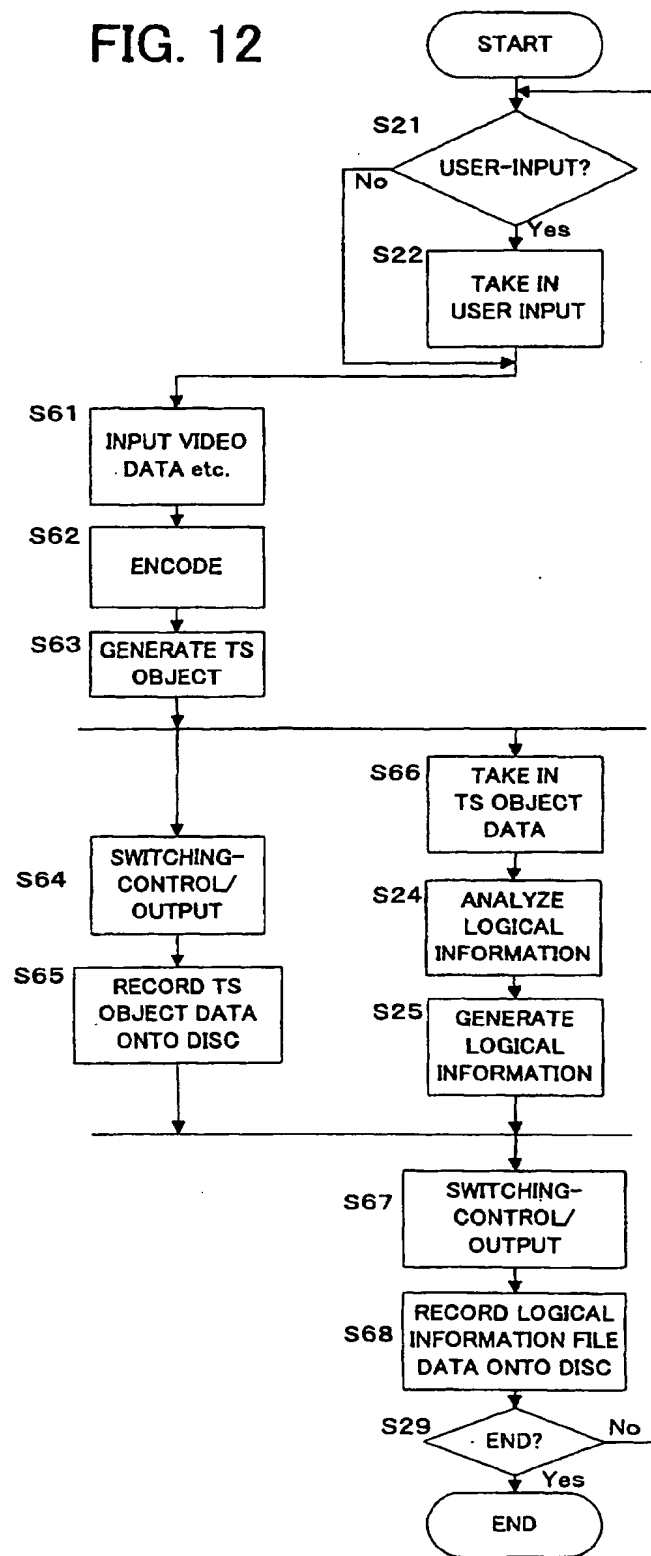 FIG. 12
START
S21
USER-INPUT?
No
Yes
S22
TAKE IN
USER INPUT
S61
INPUT VIDEO
DATA etc.
S62
ENCODE
S63
GENERATE TS
OBJECT
S66
TAKE IN
TS OBJECT
DATA
S64
SWITCHING-
CONTROL/
OUTPUT
S24
ANALYZE
LOGICAL
INFORMATION
S65
RECORD TS
OBJECT DATA
ONTO DISC
S25
GENERATE
LOGICAL
INFORMATION
S67
SWITCHING-
CONTROL/
OUTPUT
S68
RECORD LOGICAL
INFORMATION FILE
DATA ONTO DISC
S29
END?
No
Yes
END